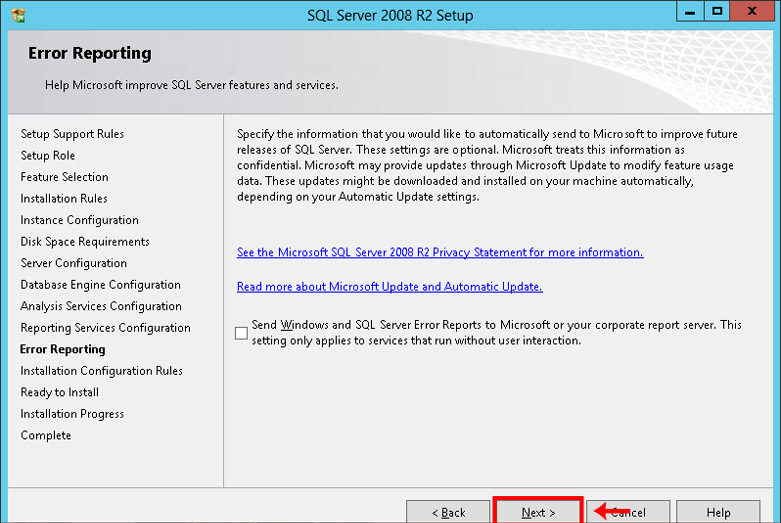 SQL Server 2008 R2 Setup
Error Reporting
Help Microsoft improve SQL Server features and services.
Setup Support Rules
Setup Role
Feature Selection
Installation Rules
Instance Configuration
Disk Space Requirements
Server Configuration
Database Engine Configuration
Analysis Services Configuration
Reporting Services Configuration
Error Reporting
Installation Configuration Rules
Ready to Install
Installation Progress
Complete
Specify the information that you would like to automatically send to Microsoft to improve future
releases of SQL Server. These settings are optional. Microsoft treats this information as
confidential. Microsoft may provide updates through Microsoft Update to modify feature usage
data. These updates might be downloaded and installed on your machine automatically,
depending on your Automatic Update settings.
See the Microsoft SQL Server 2008 R2 Privacy Statement for more information.
Read more about Microsoft Update and Automatic Update.
Send Windows and SQL Server Error Reports to Microsoft or your corporate report server. This
setting only applies to services that run without user interaction.
< Back Next > Cancel Help